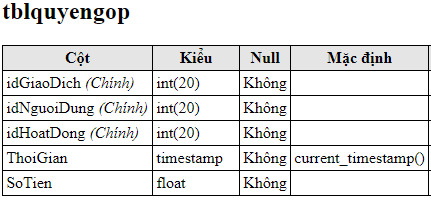 tblquyengop
Cột Kiểu Null Mặc định
idGiaoDich (Chính) int(20) Không
idNguoiDung (Chính) int(20) Không
idHoatDong (Chính) int(20) Không
ThoiGian timestamp Không current_timestamp()
SoTien float Không